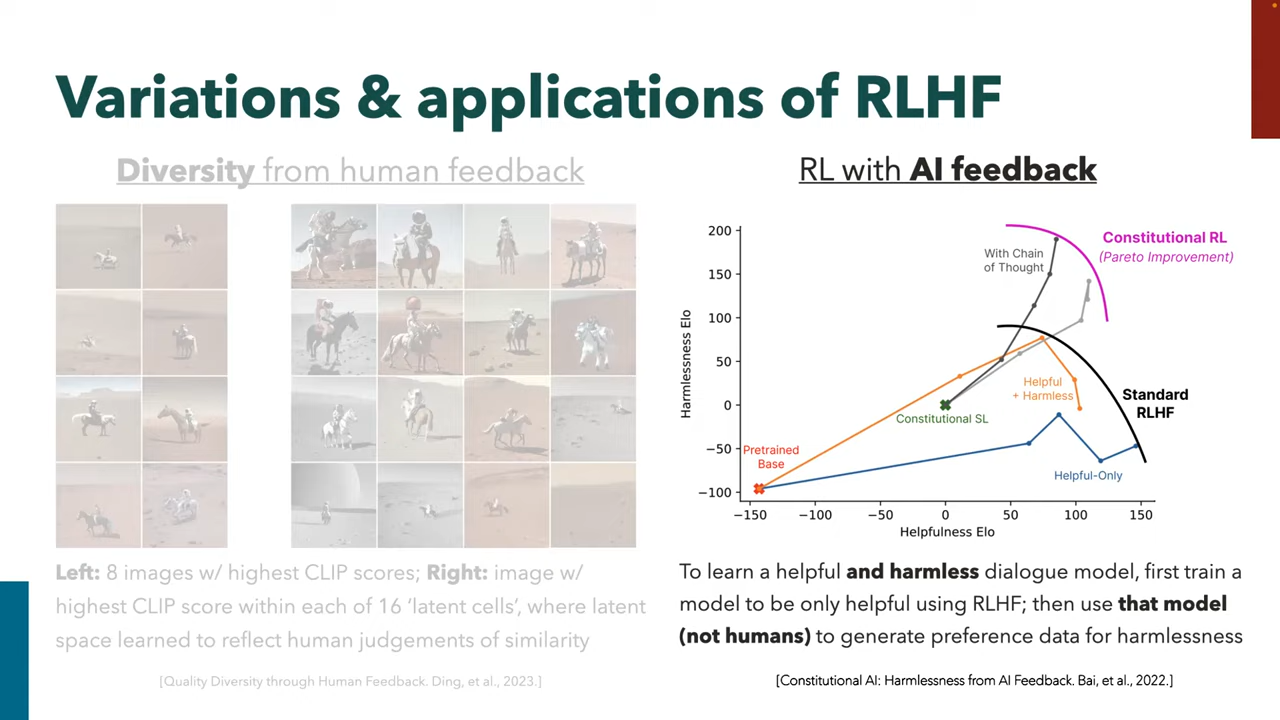 Variations & applications of RLHF
Diversity from human feedback
Left: 8 images w/ highest CLIP scores; Right: image w/
highest CLIP score within each of 16 ‘latent cells’, where latent
space learned to reflect human judgements of similarity
[Quality Diversity through Human Feedback. Ding, et al., 2023.]
RL with AI feedback
Harmlessness Elo
200
150
100
50
0
−50
−100
−150
−100
−50
0
50
100
150
Helpfulness Elo
With Chain
of Thought
Constitutional RL
(Pareto Improvement)
Helpful
+ Harmless
Standard
RLHF
Constitutional SL
Pretrained
Base
Helpful-Only
To learn a helpful and harmless dialogue model, first train a
model to be only helpful using RLHF; then use that model
(not humans) to generate preference data for harmlessness
[Constitutional AI: Harmlessness from AI Feedback. Bai, et al., 2022.]